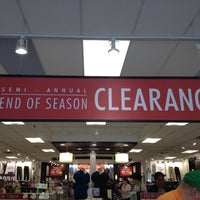 SEMI - ANNUAL
END OF SEASON CLEARANC